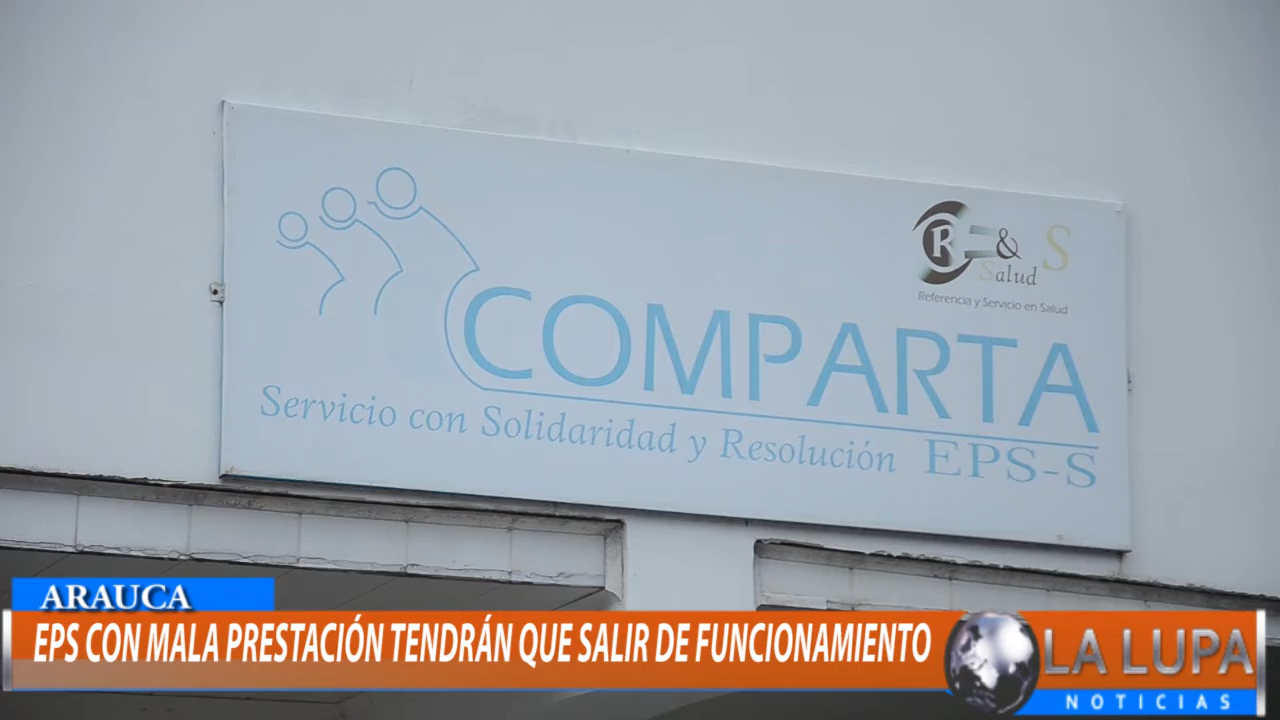 R & S
Salud
Referencia y Servicio en Salud
COMPARTA
Servicio con Solidaridad y Resolución EPS-S
ARAUCA
EPS CON MALA PRESTACIÓN TENDRÁN QUE SALIR DE FUNCIONAMIENTO
LA LUPA
NOTICIAS